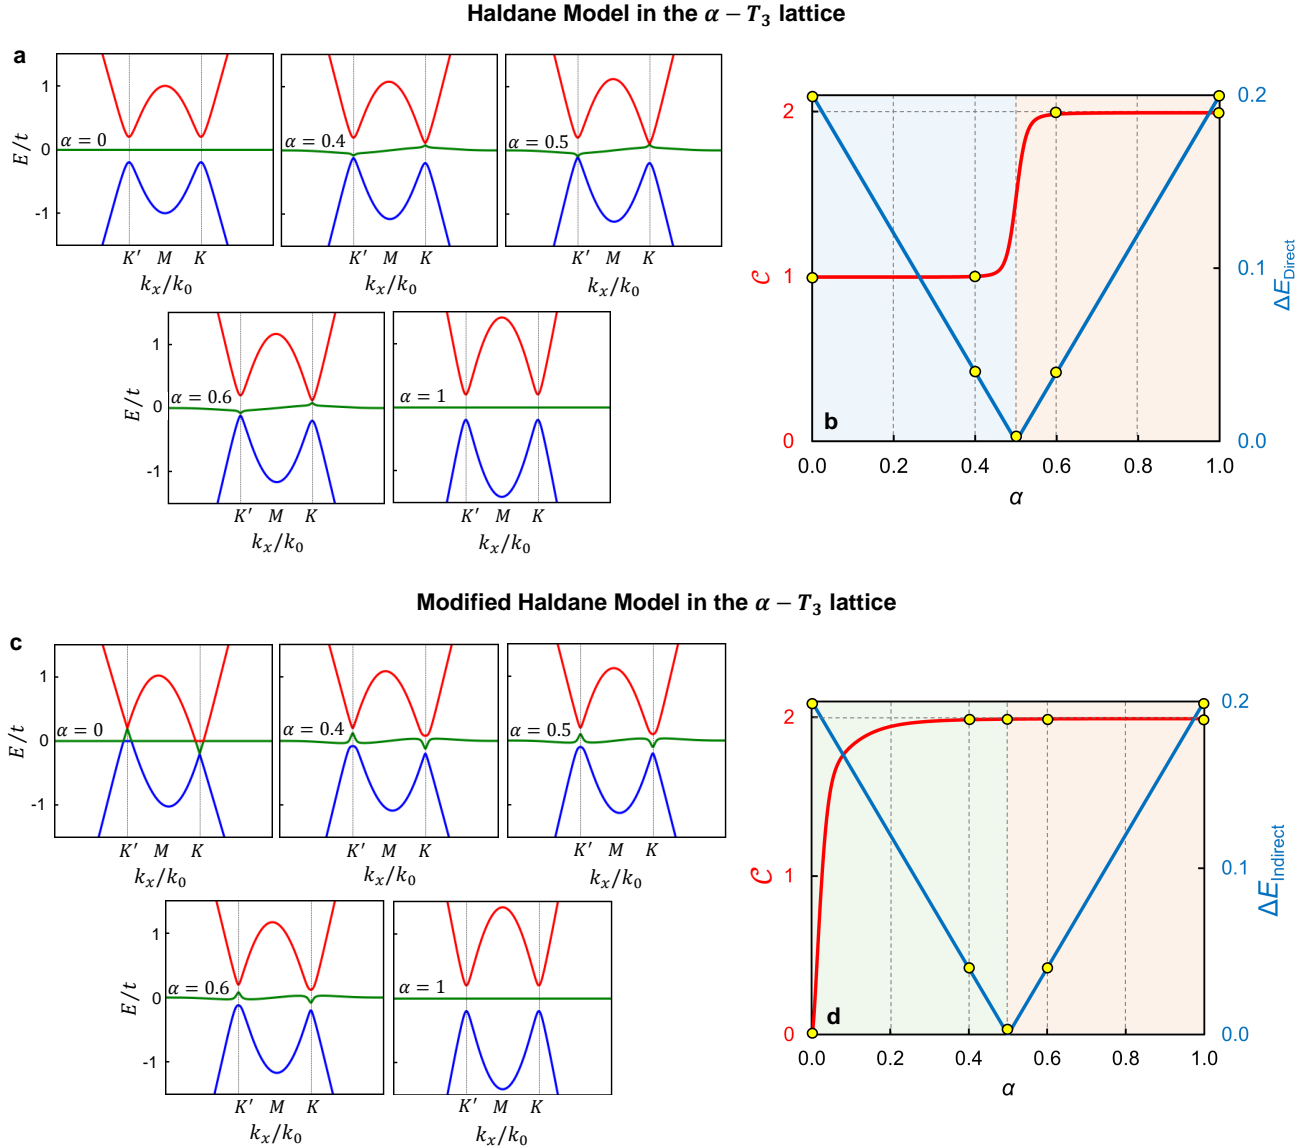 Haldane Model in the α − T₃ lattice
a
E/t
1
0
-1
α = 0
α = 0.4
α = 0.5
K′ M K
K′ M K
K′ M K
kₓ/k₀
kₓ/k₀
kₓ/k₀
E/t
1
0
-1
α = 0.6
α = 1
K′ M K
K′ M K
kₓ/k₀
kₓ/k₀
2
1
0
𝒞
0.2
0.1
0.0
ΔE_Direct
b
0.0 0.2 0.4 0.6 0.8 1.0
α
Modified Haldane Model in the α − T₃ lattice
c
E/t
1
0
-1
α = 0
α = 0.4
α = 0.5
K′ M K
K′ M K
K′ M K
kₓ/k₀
kₓ/k₀
kₓ/k₀
E/t
1
0
-1
α = 0.6
α = 1
K′ M K
K′ M K
kₓ/k₀
kₓ/k₀
2
1
0
𝒞
0.2
0.1
0.0
ΔE_Indirect
d
0.0 0.2 0.4 0.6 0.8 1.0
α